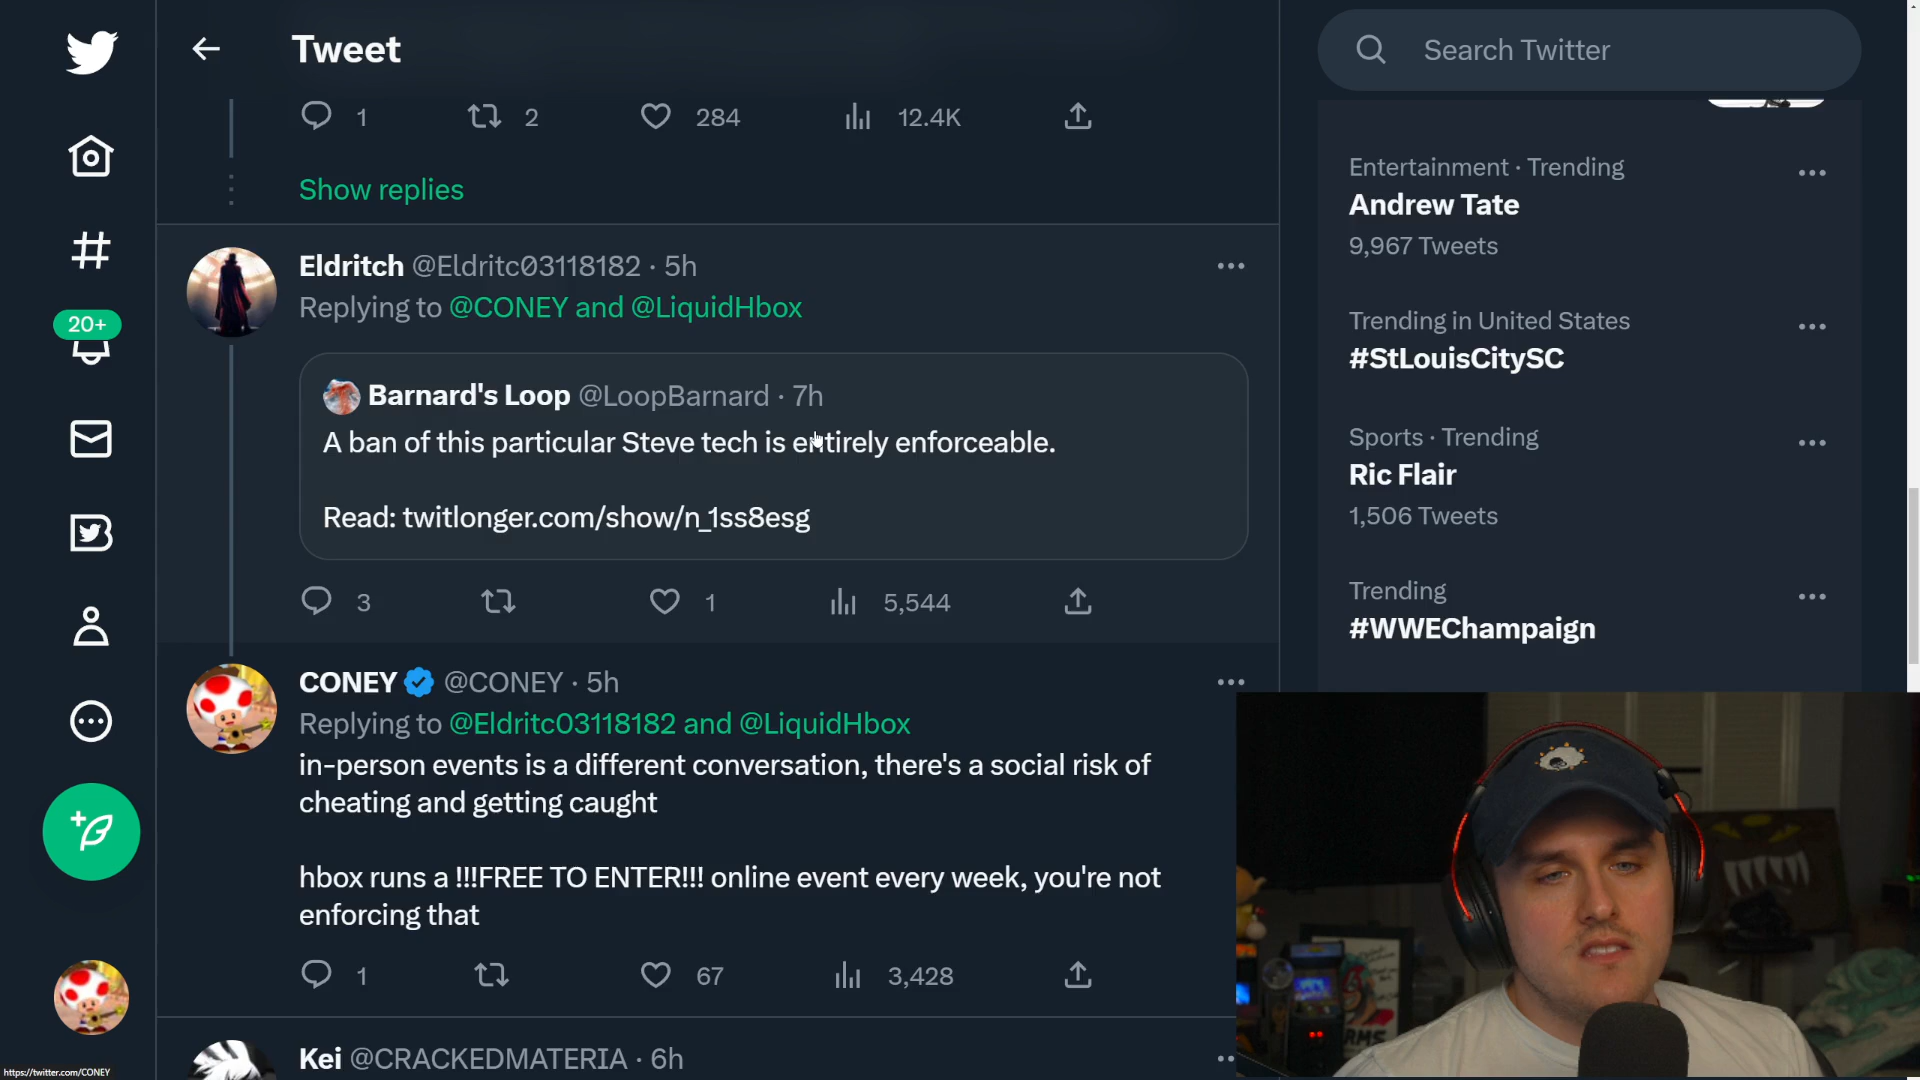 Tweet
Search Twitter
1 2 284 12.4K
Show replies
Eldritch @Eldritc03118182 · 5h
Replying to @CONEY and @LiquidHbox
Barnard's Loop @LoopBarnard · 7h
A ban of this particular Steve tech is entirely enforceable.
Read: twitlonger.com/show/n_1ss8esg
3 1 5,544
CONEY @CONEY · 5h
Replying to @Eldritc03118182 and @LiquidHbox
in-person events is a different conversation, there's a social risk of
cheating and getting caught
hbox runs a !!!FREE TO ENTER!!! online event every week, you're not
enforcing that
1 67 3,428
Kei @CRACKEDMATERIA · 6h
20+
Entertainment · Trending
Andrew Tate
9,967 Tweets
Trending in United States
#StLouisCitySC
Sports · Trending
Ric Flair
1,506 Tweets
Trending
#WWEChampaign
https://twitter.com/CONEY